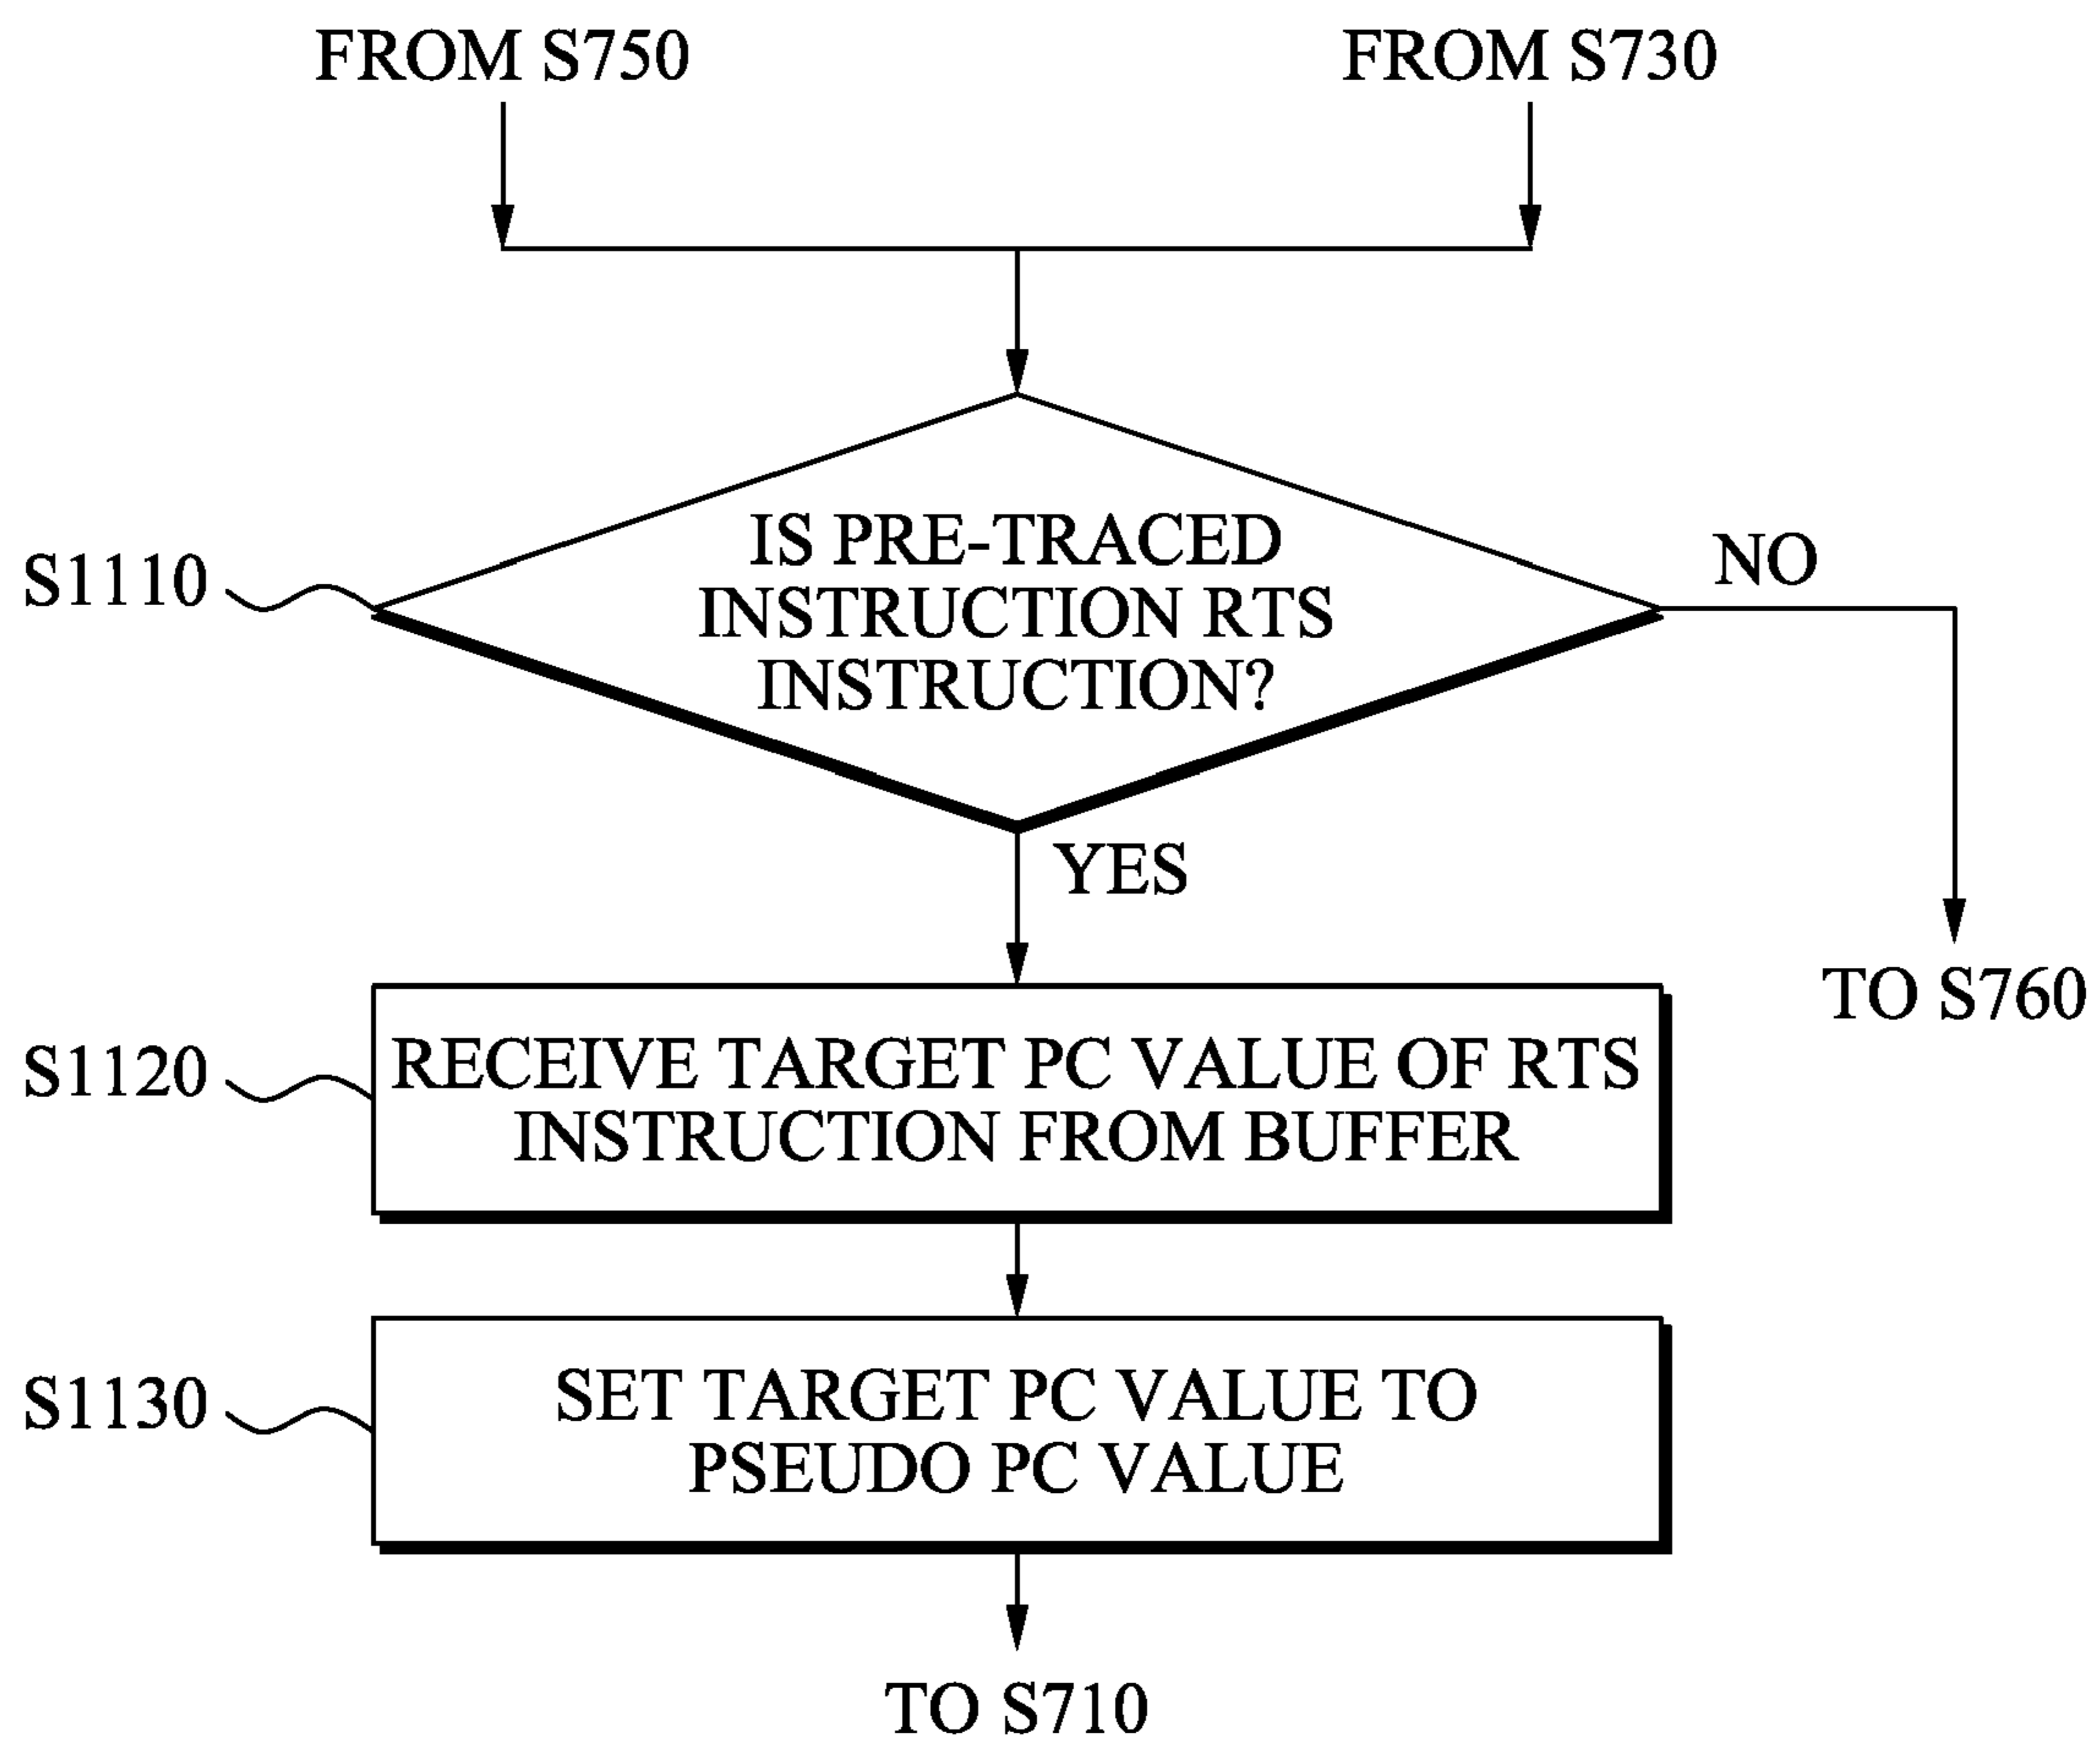 FROM S750
FROM S730
S1110
IS PRE-TRACED
INSTRUCTION RTS
INSTRUCTION?
NO
YES
TO S760
S1120
RECEIVE TARGET PC VALUE OF RTS
INSTRUCTION FROM BUFFER
S1130
SET TARGET PC VALUE TO
PSEUDO PC VALUE
TO S710